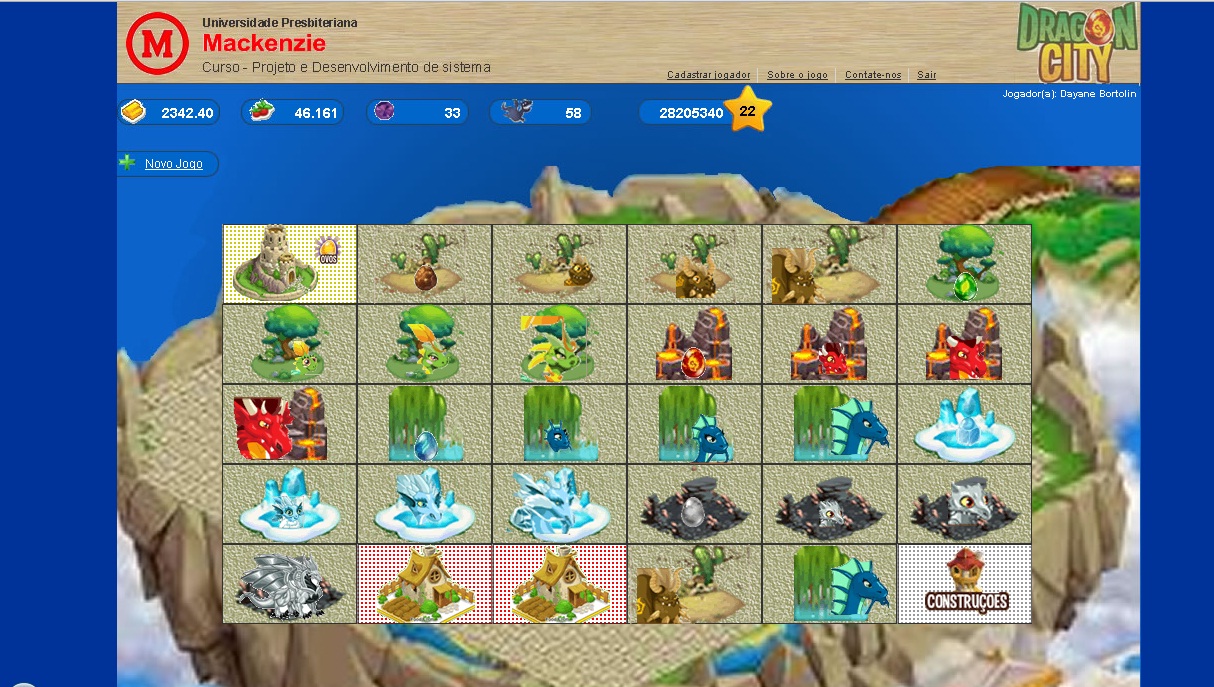 Universidade Presbiteriana
M Mackenzie
Curso - Projeto e Desenvolvimento de sistema
DRAGON
CITY
Cadastrar jogador Sobre o jogo Contate-nos Sair
Jogador(a): Dayane Bortolin
2342.40 46.161 33 58 28205340 22
Novo Jogo
OVOS
CONSTRUÇOES